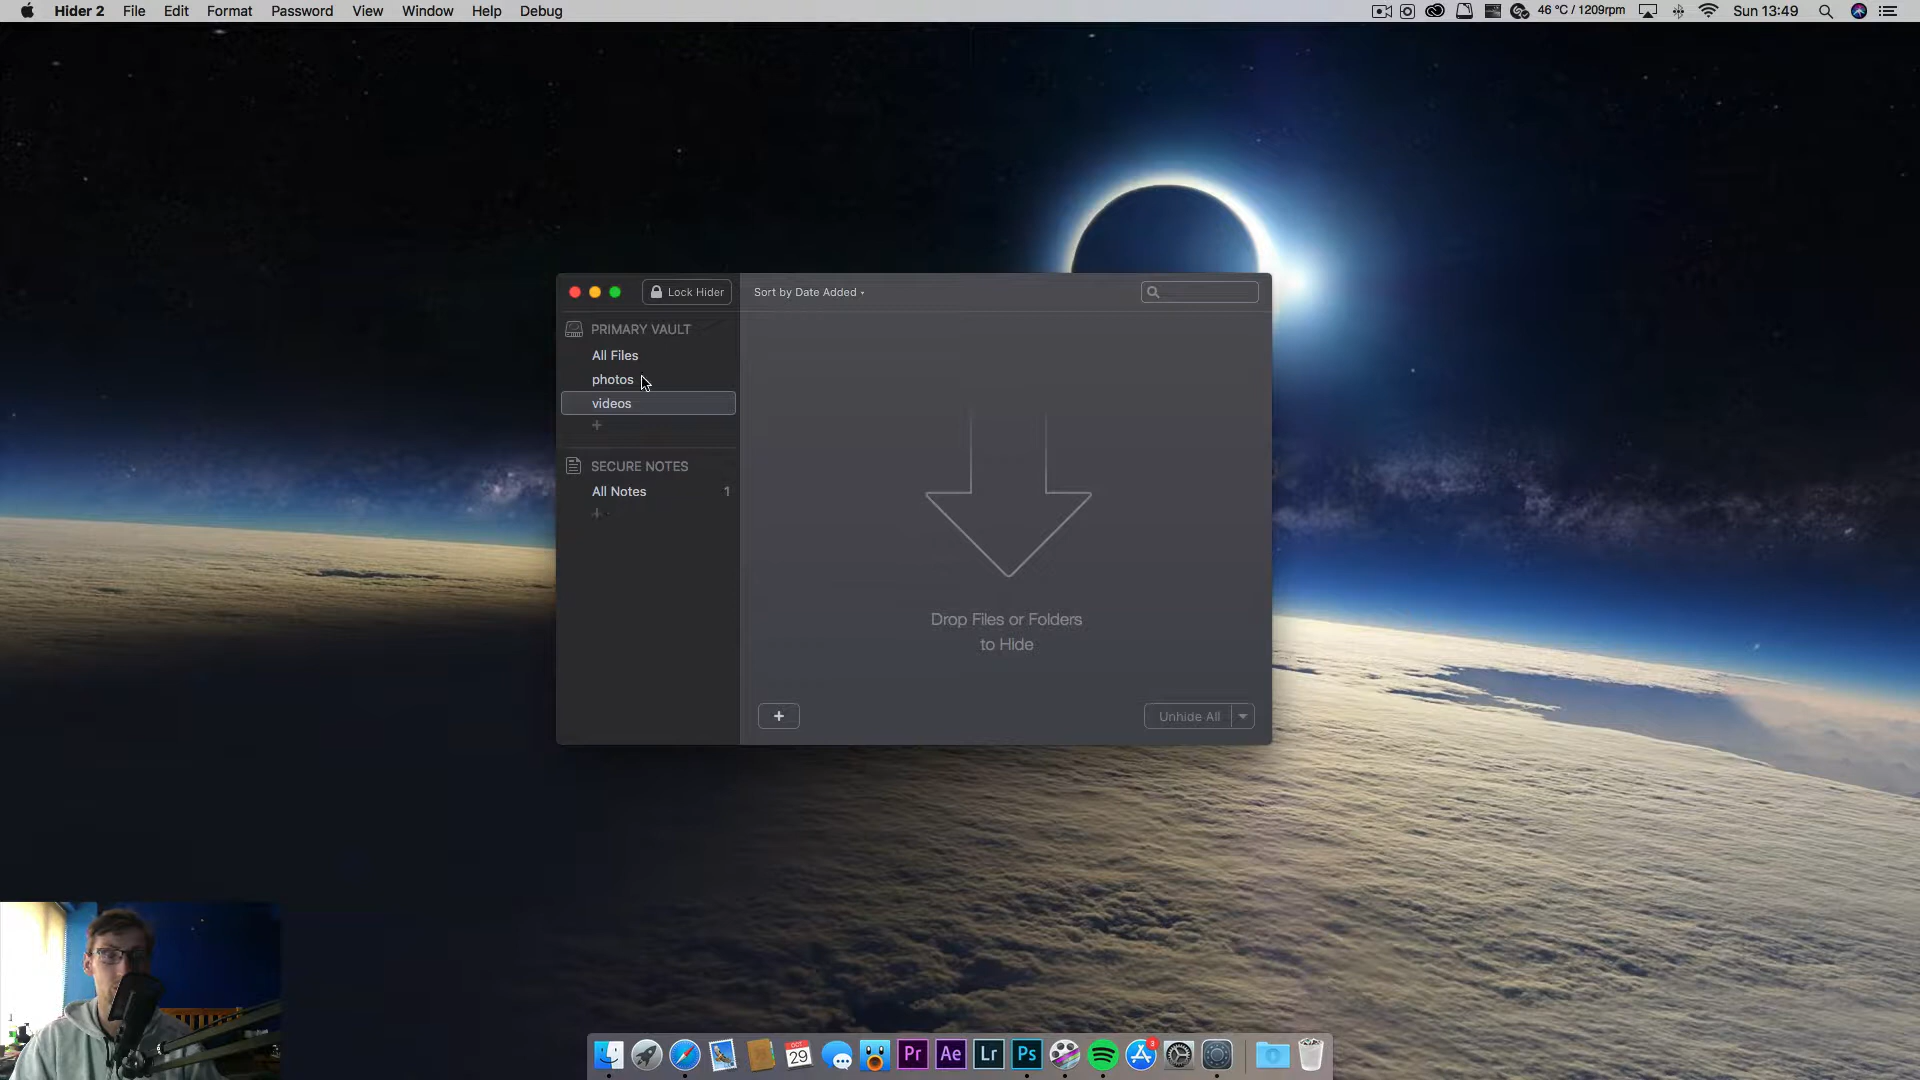 Hider 2 File Edit Format Password View Window Help Debug 46 °C / 1209rpm Sun 13:49
Lock Hider Sort by Date Added
PRIMARY VAULT
All Files
photos
videos
+
SECURE NOTES
All Notes 1
+
Drop Files or Folders
to Hide
+ Unhide All
OCT
29
Pr Ae Lr Ps 3